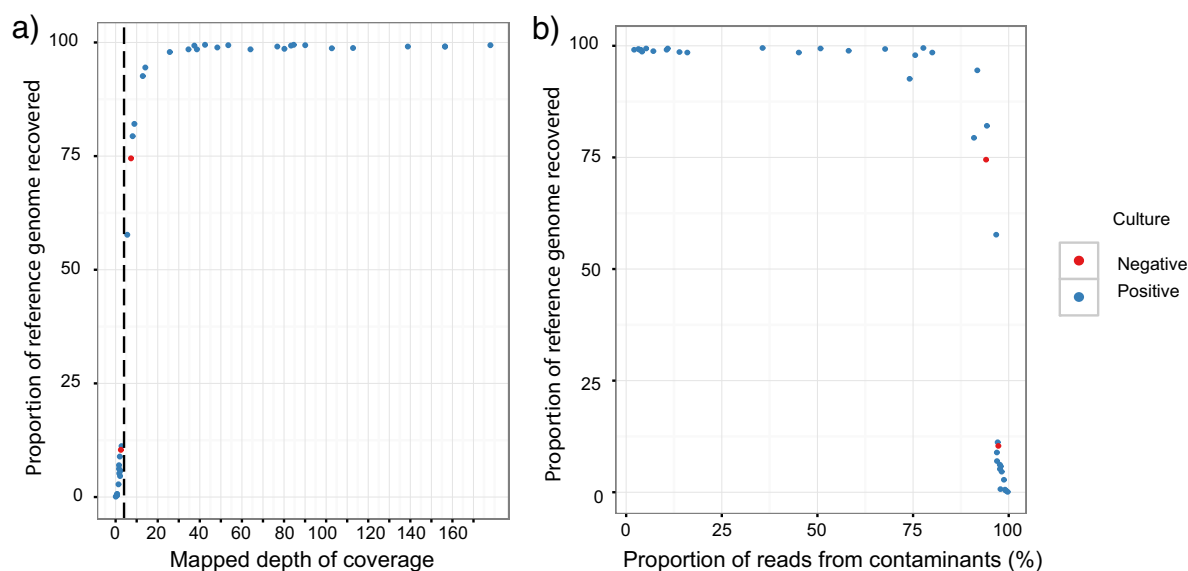 a)
Proportion of reference genome recovered
100
75
50
25
0
0 20 40 60 80 100 120 140 160
Mapped depth of coverage
b)
Proportion of reference genome recovered
100
75
50
25
0
0 25 50 75 100
Proportion of reads from contaminants (%)
Culture
Negative
Positive